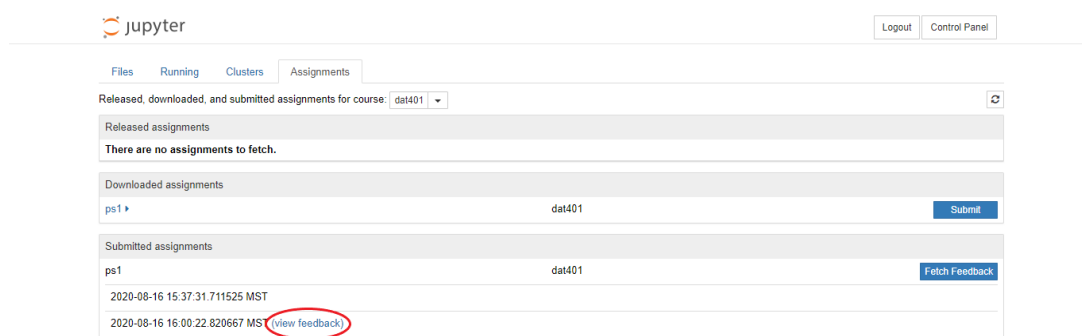 jupyter
Logout Control Panel
Files Running Clusters Assignments
Released, downloaded, and submitted assignments for course: dat401
Released assignments
There are no assignments to fetch.
Downloaded assignments
ps1 dat401 Submit
Submitted assignments
ps1 dat401 Fetch Feedback
2020-08-16 15:37:31.711525 MST
2020-08-16 16:00:22.820667 MST (view feedback)